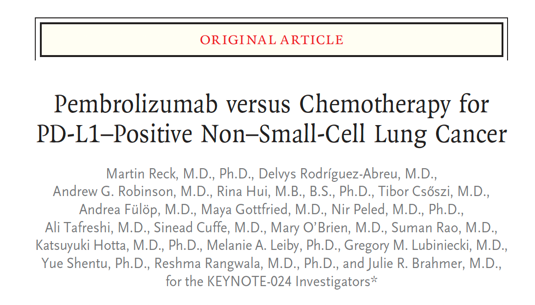 ORIGINAL ARTICLE
Pembrolizumab versus Chemotherapy for
PD-L1–Positive Non–Small-Cell Lung Cancer
Martin Reck, M.D., Ph.D., Delvys Rodríguez-Abreu, M.D.,
Andrew G. Robinson, M.D., Rina Hui, M.B., B.S., Ph.D., Tibor Csőszi, M.D.,
Andrea Fülöp, M.D., Maya Gottfried, M.D., Nir Peled, M.D., Ph.D.,
Ali Tafreshi, M.D., Sinead Cuffe, M.D., Mary O'Brien, M.D., Suman Rao, M.D.,
Katsuyuki Hotta, M.D., Ph.D., Melanie A. Leiby, Ph.D., Gregory M. Lubiniecki, M.D.,
Yue Shentu, Ph.D., Reshma Rangwala, M.D., Ph.D., and Julie R. Brahmer, M.D.,
for the KEYNOTE-024 Investigators*